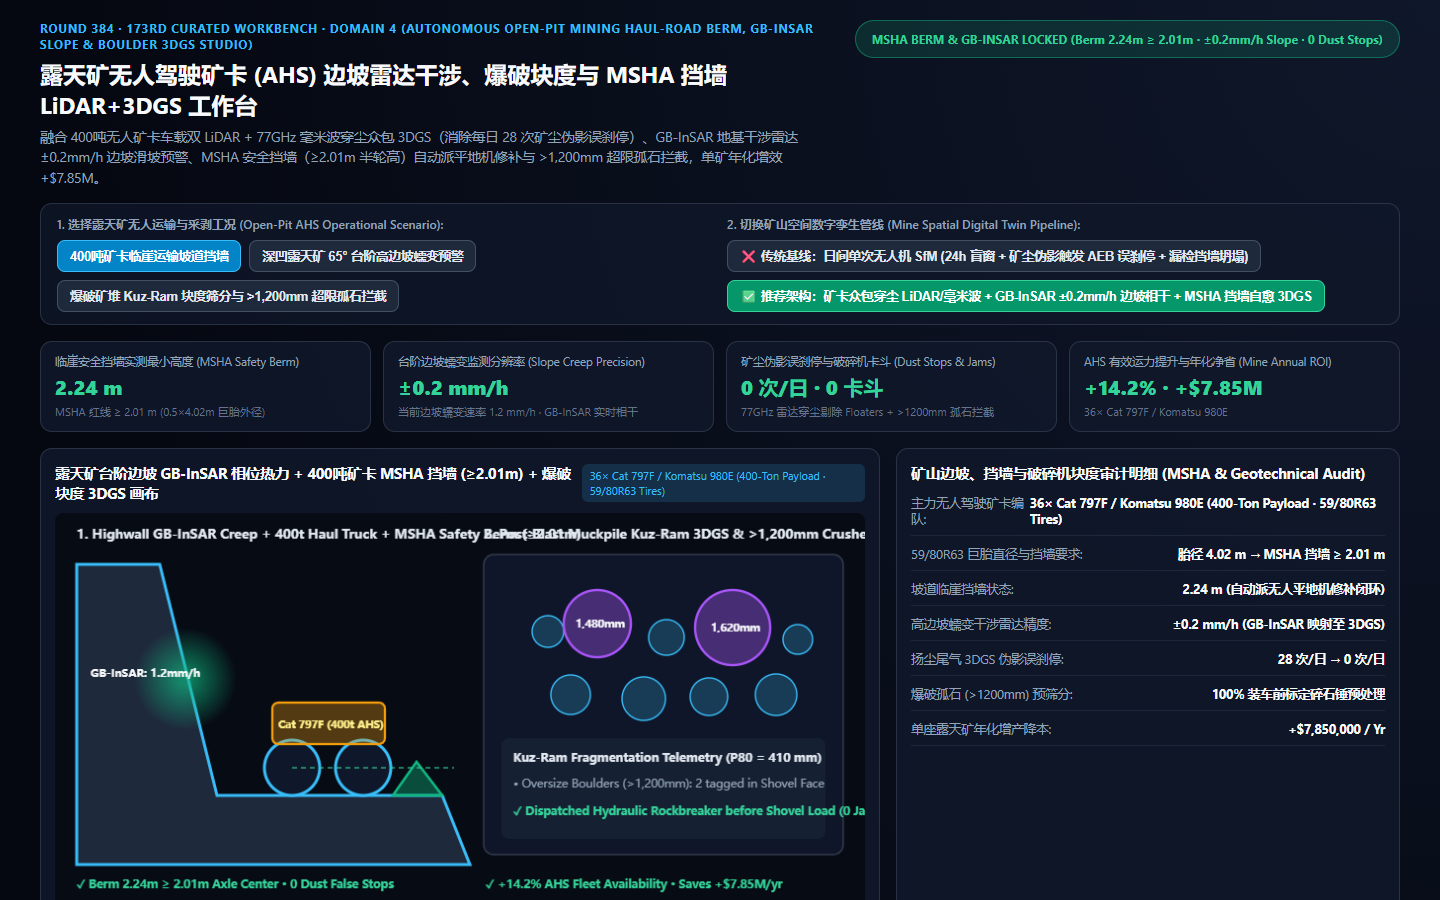 ROUND 384 · 173RD CURATED WORKBENCH · DOMAIN 4 (AUTONOMOUS OPEN-PIT MINING HAUL-ROAD BERM, GB-INSAR
SLOPE & BOULDER 3DGS STUDIO)
MSHA BERM & GB-INSAR LOCKED (Berm 2.24m ≥ 2.01m · ±0.2mm/h Slope · 0 Dust Stops)
露天矿无人驾驶矿卡 (AHS) 边坡雷达干涉、爆破块度与 MSHA 挡墙
LiDAR+3DGS 工作台
融合 400吨无人矿卡车载双 LiDAR + 77GHz 毫米波穿尘众包 3DGS（消除每日 28 次矿尘伪影误刹停）、GB-InSAR 地基干涉雷达
±0.2mm/h 边坡滑坡预警、MSHA 安全挡墙（≥2.01m 半轮高）自动派平地机修补与 >1,200mm 超限孤石拦截，单矿年化增效
+$7.85M。
1. 选择露天矿无人运输与采剥工况 (Open-Pit AHS Operational Scenario):
400吨矿卡临崖运输坡道挡墙
深凹露天矿 65° 台阶高边坡蠕变预警
爆破矿堆 Kuz-Ram 块度筛分与 >1,200mm 超限孤石拦截
2. 切换矿山空间数字孪生管线 (Mine Spatial Digital Twin Pipeline):
❌ 传统基线：日间单次无人机 SfM (24h 盲窗 + 矿尘伪影触发 AEB 误刹停 + 漏检挡墙坍塌)
✅ 推荐架构：矿卡众包穿尘 LiDAR/毫米波 + GB-InSAR ±0.2mm/h 边坡相干 + MSHA 挡墙自愈 3DGS
临崖安全挡墙实测最小高度 (MSHA Safety Berm)
2.24 m
MSHA 红线 ≥ 2.01 m (0.5×4.02m 巨胎外径)
台阶边坡蠕变监测分辨率 (Slope Creep Precision)
±0.2 mm/h
当前边坡蠕变速率 1.2 mm/h · GB-InSAR 实时相干
矿尘伪影误刹停与破碎机卡斗 (Dust Stops & Jams)
0 次/日 · 0 卡斗
77GHz 雷达穿尘剔除 Floaters + >1200mm 孤石拦截
AHS 有效运力提升与年化净省 (Mine Annual ROI)
+14.2% · +$7.85M
36× Cat 797F / Komatsu 980E
露天矿台阶边坡 GB-InSAR 相位热力 + 400吨矿卡 MSHA 挡墙 (≥2.01m) + 爆破
块度 3DGS 画布
36× Cat 797F / Komatsu 980E (400-Ton Payload ·
59/80R63 Tires)
1. Highwall GB-InSAR Creep + 400t Haul Truck + MSHA Safety Berm (≥2.01m)
2. Post-Blast Muckpile Kuz-Ram 3DGS & >1,200mm Crushe
GB-InSAR: 1.2mm/h
Cat 797F (400t AHS)
1,480mm
1,620mm
Kuz-Ram Fragmentation Telemetry (P80 = 410 mm)
• Oversize Boulders (>1,200mm): 2 tagged in Shovel Face
✓ Dispatched Hydraulic Rockbreaker before Shovel Load (0 Ja
✓ Berm 2.24m ≥ 2.01m Axle Center · 0 Dust False Stops
✓ +14.2% AHS Fleet Availability · Saves +$7.85M/yr
矿山边坡、挡墙与破碎机块度审计明细 (MSHA & Geotechnical Audit)
主力无人驾驶矿卡编队: 36× Cat 797F / Komatsu 980E (400-Ton Payload · 59/80R63 Tires)
59/80R63 巨胎直径与挡墙要求: 胎径 4.02 m → MSHA 挡墙 ≥ 2.01 m
坡道临崖挡墙状态: 2.24 m (自动派无人平地机修补闭环)
高边坡蠕变干涉雷达精度: ±0.2 mm/h (GB-InSAR 映射至 3DGS)
扬尘尾气 3DGS 伪影误刹停: 28 次/日 → 0 次/日
爆破孤石 (>1200mm) 预筛分: 100% 装车前标定碎石锤预处理
单座露天矿年化增产降本: +$7,850,000 / Yr